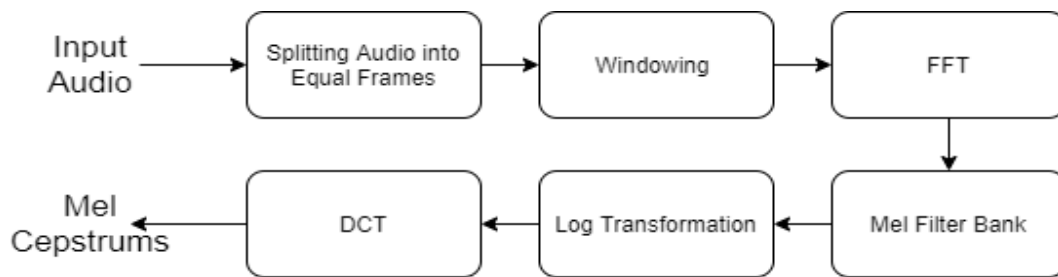 Input
Audio
Splitting Audio into
Equal Frames
Windowing
FFT
Mel Filter Bank
Log Transformation
DCT
Mel
Cepstrums